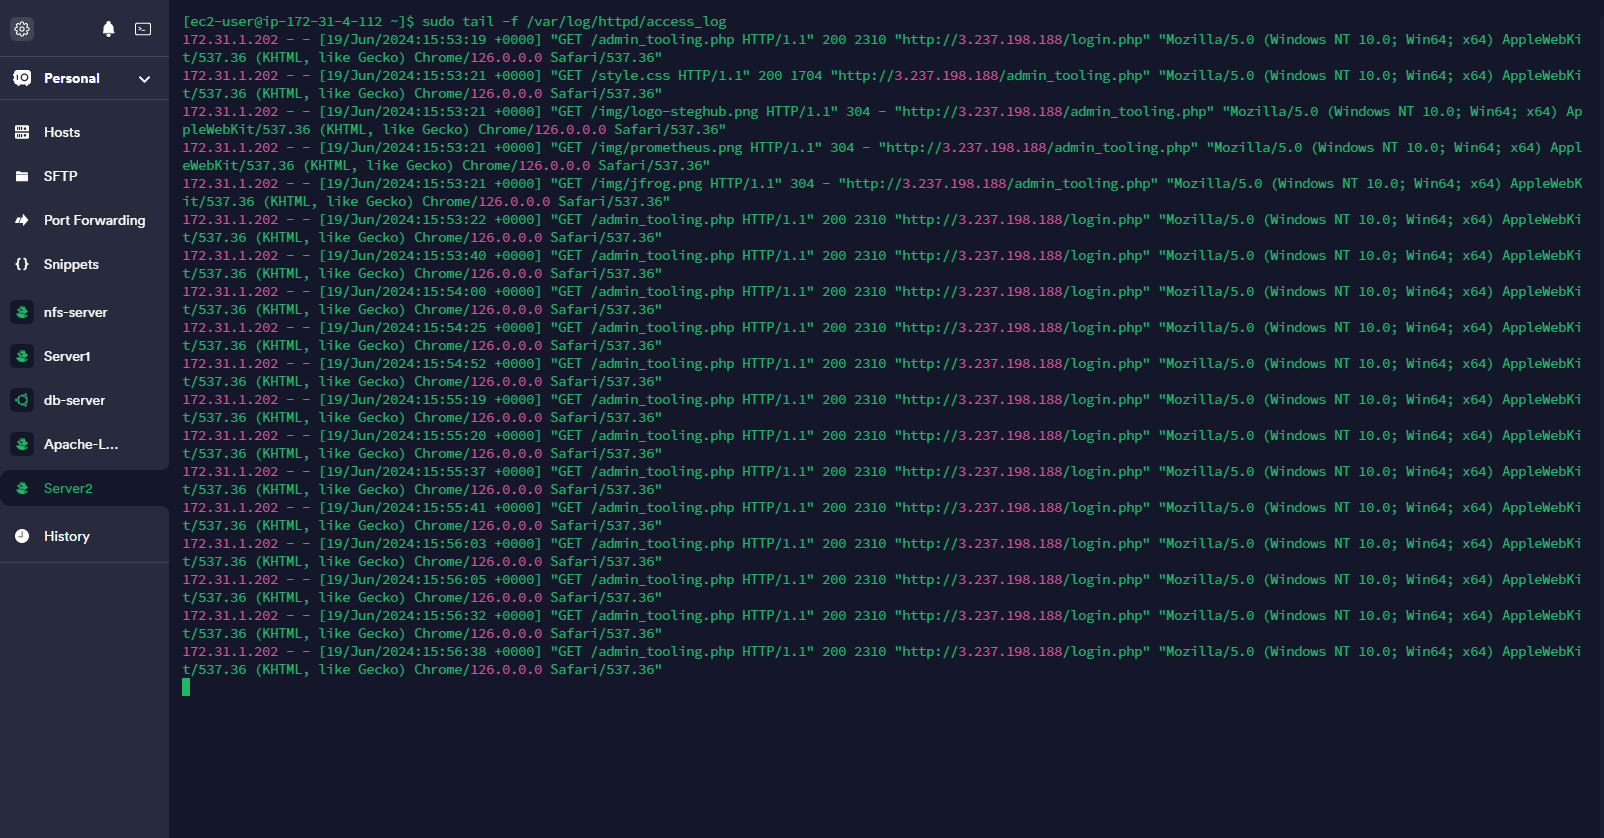 Personal
Hosts
SFTP
Port Forwarding
Snippets
nfs-server
Server1
db-server
Apache-L...
Server2
History
[ec2-user@ip-172-31-4-112 ~]$ sudo tail -f /var/log/httpd/access_log
172.31.1.202 - - [19/Jun/2024:15:53:19 +0000] "GET /admin_tooling.php HTTP/1.1" 200 2310 "http://3.237.198.188/login.php" "Mozilla/5.0 (Windows NT 10.0; Win64; x64) AppleWebKi
t/537.36 (KHTML, like Gecko) Chrome/126.0.0.0 Safari/537.36"
172.31.1.202 - - [19/Jun/2024:15:53:21 +0000] "GET /style.css HTTP/1.1" 200 1704 "http://3.237.198.188/admin_tooling.php" "Mozilla/5.0 (Windows NT 10.0; Win64; x64) AppleWebKi
t/537.36 (KHTML, like Gecko) Chrome/126.0.0.0 Safari/537.36"
172.31.1.202 - - [19/Jun/2024:15:53:21 +0000] "GET /img/logo-steghub.png HTTP/1.1" 304 - "http://3.237.198.188/admin_tooling.php" "Mozilla/5.0 (Windows NT 10.0; Win64; x64) Ap
pleWebKit/537.36 (KHTML, like Gecko) Chrome/126.0.0.0 Safari/537.36"
172.31.1.202 - - [19/Jun/2024:15:53:21 +0000] "GET /img/prometheus.png HTTP/1.1" 304 - "http://3.237.198.188/admin_tooling.php" "Mozilla/5.0 (Windows NT 10.0; Win64; x64) Appl
eWebKit/537.36 (KHTML, like Gecko) Chrome/126.0.0.0 Safari/537.36"
172.31.1.202 - - [19/Jun/2024:15:53:21 +0000] "GET /img/jfrog.png HTTP/1.1" 304 - "http://3.237.198.188/admin_tooling.php" "Mozilla/5.0 (Windows NT 10.0; Win64; x64) AppleWebK
it/537.36 (KHTML, like Gecko) Chrome/126.0.0.0 Safari/537.36"
172.31.1.202 - - [19/Jun/2024:15:53:22 +0000] "GET /admin_tooling.php HTTP/1.1" 200 2310 "http://3.237.198.188/login.php" "Mozilla/5.0 (Windows NT 10.0; Win64; x64) AppleWebKi
t/537.36 (KHTML, like Gecko) Chrome/126.0.0.0 Safari/537.36"
172.31.1.202 - - [19/Jun/2024:15:53:40 +0000] "GET /admin_tooling.php HTTP/1.1" 200 2310 "http://3.237.198.188/login.php" "Mozilla/5.0 (Windows NT 10.0; Win64; x64) AppleWebKi
t/537.36 (KHTML, like Gecko) Chrome/126.0.0.0 Safari/537.36"
172.31.1.202 - - [19/Jun/2024:15:54:00 +0000] "GET /admin_tooling.php HTTP/1.1" 200 2310 "http://3.237.198.188/login.php" "Mozilla/5.0 (Windows NT 10.0; Win64; x64) AppleWebKi
t/537.36 (KHTML, like Gecko) Chrome/126.0.0.0 Safari/537.36"
172.31.1.202 - - [19/Jun/2024:15:54:25 +0000] "GET /admin_tooling.php HTTP/1.1" 200 2310 "http://3.237.198.188/login.php" "Mozilla/5.0 (Windows NT 10.0; Win64; x64) AppleWebKi
t/537.36 (KHTML, like Gecko) Chrome/126.0.0.0 Safari/537.36"
172.31.1.202 - - [19/Jun/2024:15:54:52 +0000] "GET /admin_tooling.php HTTP/1.1" 200 2310 "http://3.237.198.188/login.php" "Mozilla/5.0 (Windows NT 10.0; Win64; x64) AppleWebKi
t/537.36 (KHTML, like Gecko) Chrome/126.0.0.0 Safari/537.36"
172.31.1.202 - - [19/Jun/2024:15:55:19 +0000] "GET /admin_tooling.php HTTP/1.1" 200 2310 "http://3.237.198.188/login.php" "Mozilla/5.0 (Windows NT 10.0; Win64; x64) AppleWebKi
t/537.36 (KHTML, like Gecko) Chrome/126.0.0.0 Safari/537.36"
172.31.1.202 - - [19/Jun/2024:15:55:20 +0000] "GET /admin_tooling.php HTTP/1.1" 200 2310 "http://3.237.198.188/login.php" "Mozilla/5.0 (Windows NT 10.0; Win64; x64) AppleWebKi
t/537.36 (KHTML, like Gecko) Chrome/126.0.0.0 Safari/537.36"
172.31.1.202 - - [19/Jun/2024:15:55:37 +0000] "GET /admin_tooling.php HTTP/1.1" 200 2310 "http://3.237.198.188/login.php" "Mozilla/5.0 (Windows NT 10.0; Win64; x64) AppleWebKi
t/537.36 (KHTML, like Gecko) Chrome/126.0.0.0 Safari/537.36"
172.31.1.202 - - [19/Jun/2024:15:55:41 +0000] "GET /admin_tooling.php HTTP/1.1" 200 2310 "http://3.237.198.188/login.php" "Mozilla/5.0 (Windows NT 10.0; Win64; x64) AppleWebKi
t/537.36 (KHTML, like Gecko) Chrome/126.0.0.0 Safari/537.36"
172.31.1.202 - - [19/Jun/2024:15:56:03 +0000] "GET /admin_tooling.php HTTP/1.1" 200 2310 "http://3.237.198.188/login.php" "Mozilla/5.0 (Windows NT 10.0; Win64; x64) AppleWebKi
t/537.36 (KHTML, like Gecko) Chrome/126.0.0.0 Safari/537.36"
172.31.1.202 - - [19/Jun/2024:15:56:05 +0000] "GET /admin_tooling.php HTTP/1.1" 200 2310 "http://3.237.198.188/login.php" "Mozilla/5.0 (Windows NT 10.0; Win64; x64) AppleWebKi
t/537.36 (KHTML, like Gecko) Chrome/126.0.0.0 Safari/537.36"
172.31.1.202 - - [19/Jun/2024:15:56:32 +0000] "GET /admin_tooling.php HTTP/1.1" 200 2310 "http://3.237.198.188/login.php" "Mozilla/5.0 (Windows NT 10.0; Win64; x64) AppleWebKi
t/537.36 (KHTML, like Gecko) Chrome/126.0.0.0 Safari/537.36"
172.31.1.202 - - [19/Jun/2024:15:56:38 +0000] "GET /admin_tooling.php HTTP/1.1" 200 2310 "http://3.237.198.188/login.php" "Mozilla/5.0 (Windows NT 10.0; Win64; x64) AppleWebKi
t/537.36 (KHTML, like Gecko) Chrome/126.0.0.0 Safari/537.36"